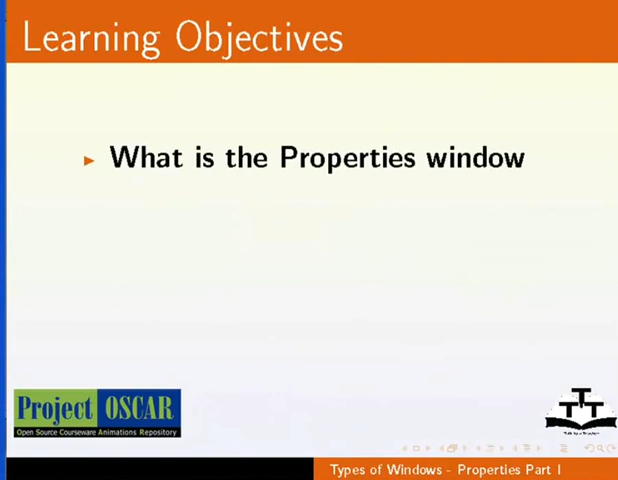 Learning Objectives
What is the Properties window
Project OSCAR
Open Source Courseware Animations Repository
TTT
Types of Windows - Properties Part I